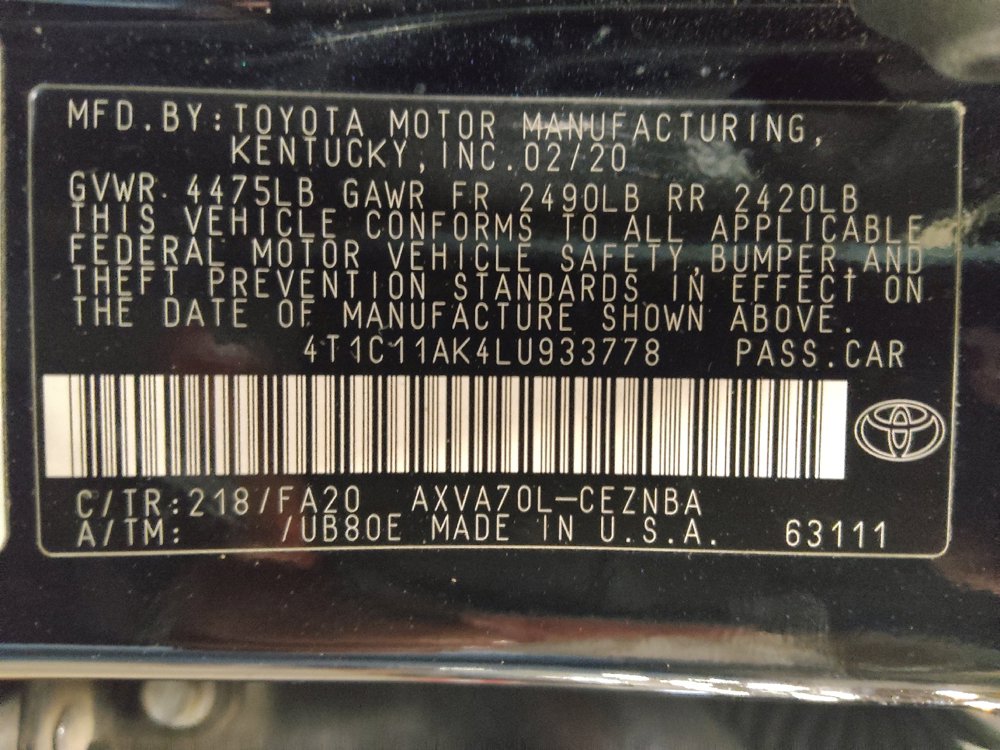 MFD.BY:TOYOTA MOTOR MANUFACTURING,
KENTUCKY,INC.02/20
GVWR 4475LB GAWR FR 2490LB RR 2420LB
THIS VEHICLE CONFORMS TO ALL APPLICABLE
FEDERAL MOTOR VEHICLE SAFETY,BUMPER,AND
THEFT PREVENTION STANDARDS IN EFFECT ON
THE DATE OF MANUFACTURE SHOWN ABOVE.
4T1C11AK4LU933778 PASS.CAR
C/TR:218/FA20 AXVA70L-CEZNBA
A/TM: /UB80E MADE IN U.S.A. 63111